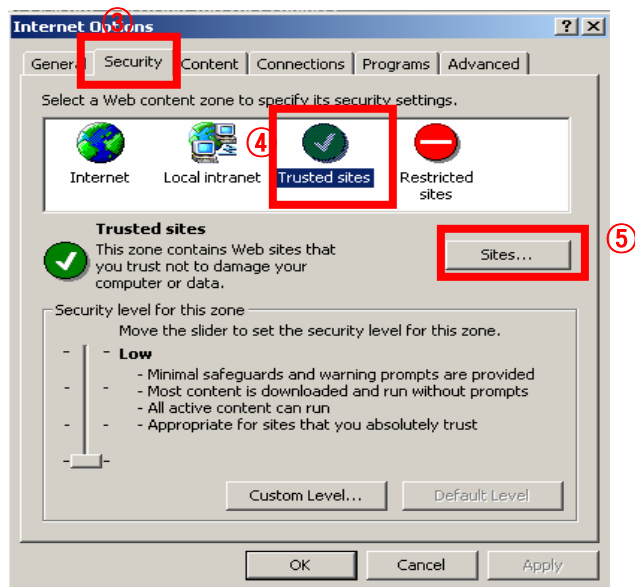 ③
Internet Options
? X
General Security Content Connections Programs Advanced
Select a Web content zone to specify its security settings.
④
Internet Local intranet Trusted sites Restricted sites
Trusted sites
This zone contains Web sites that
you trust not to damage your
computer or data.
Sites...
⑤
Security level for this zone
Move the slider to set the security level for this zone.
Low
- Minimal safeguards and warning prompts are provided
- Most content is downloaded and run without prompts
- All active content can run
- Appropriate for sites that you absolutely trust
Custom Level... Default Level
OK Cancel Apply